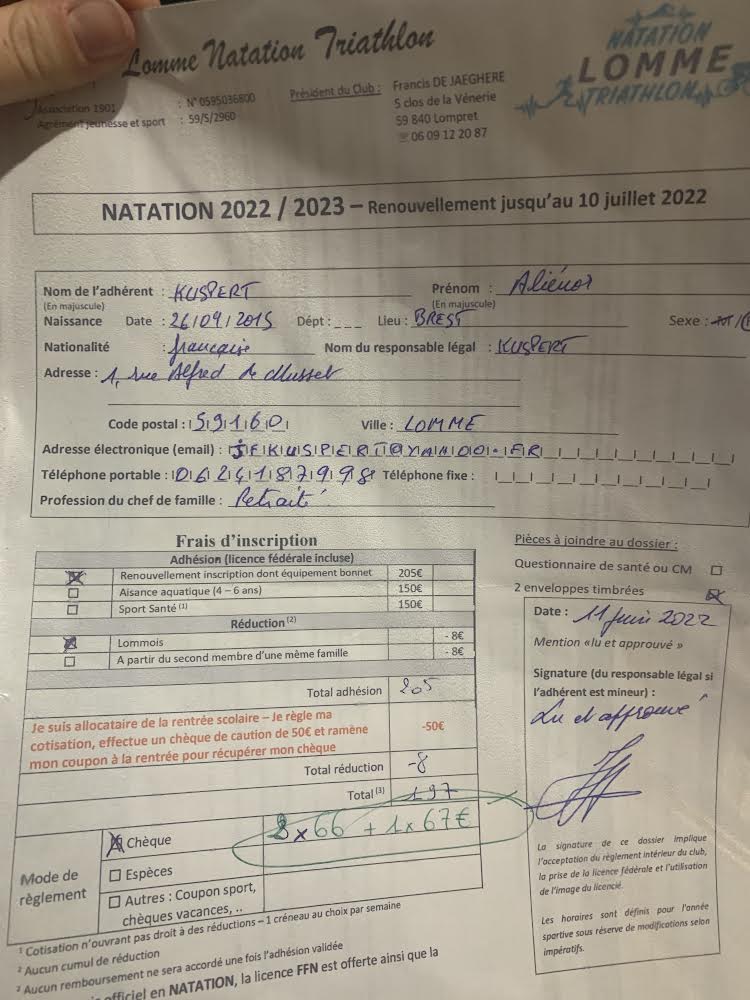 Lomme Natation Triathlon
NATATION
LOMME
TRIATHLON
Association 1901 : N° 0595036800
Agrément jeunesse et sport : 59/S/2960
Président du Club : Francis DE JAEGHERE
5 clos de la Vénerie
59 840 Lompret
☏ 06 09 12 20 87
NATATION 2022 / 2023 – Renouvellement jusqu'au 10 juillet 2022
Nom de l'adhérent : KUSPERT Prénom : Aliénor
(En majuscule) (En majuscule)
Naissance Date : 26/09/2015 Dépt : _ _ _ Lieu : BREST Sexe :
Nationalité : française Nom du responsable légal : KUSPERT
Adresse : 1, rue Alfred de Musset
Code postal : 59160 Ville : LOMME
Adresse électronique (email) : JFKUSPERT@YAHOO.FR
Téléphone portable : 0624187998 Téléphone fixe :
Profession du chef de famille : Retraité
Frais d'inscription
Adhésion (licence fédérale incluse)
☒ Renouvellement inscription dont équipement bonnet 205€
☐ Aisance aquatique (4 – 6 ans) 150€
☐ Sport Santé (1) 150€
Réduction (2)
☒ Lommois - 8€
☐ A partir du second membre d'une même famille - 8€
Total adhésion 205
Je suis allocataire de la rentrée scolaire – Je règle ma
cotisation, effectue un chèque de caution de 50€ et ramène
mon coupon à la rentrée pour récupérer mon chèque
-50€
Total réduction -8
Total (3) 197
Mode de
règlement
☒ Chèque 2 x 66 + 1 x 67€
☐ Espèces
☐ Autres : Coupon sport,
chèques vacances, ..
Pièces à joindre au dossier :
Questionnaire de santé ou CM ☐
2 enveloppes timbrées ☒
Date : 11 juin 2022
Mention «lu et approuvé »
Signature (du responsable légal si
l'adhérent est mineur) :
Lu et approuvé
La signature de ce dossier implique
l'acceptation du règlement intérieur du club,
la prise de la licence fédérale et l'utilisation
de l'image du licencié.
Les horaires sont définis pour l'année
sportive sous réserve de modifications selon
impératifs.
¹ Cotisation n'ouvrant pas droit à des réductions – 1 créneau au choix par semaine
² Aucun cumul de réduction
³ Aucun remboursement ne sera accordé une fois l'adhésion validée
officiel en NATATION, la licence FFN est offerte ainsi que la